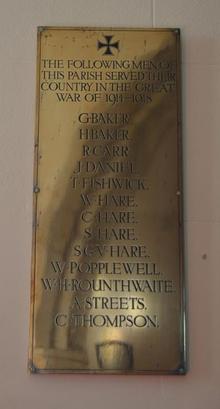 THE FOLLOWING MEN OF
THIS PARISH SERVED THEIR
COUNTRY IN THE GREAT
WAR OF 1914-1918
G·BAKER
H·BAKER
R·CARR
J·DANIEL
T·FISHWICK.
W·HARE.
C·HARE.
S·HARE.
S·G·V·HARE.
W·POPPLEWELL.
W·H·ROUNTHWAITE.
A·STREETS.
C·THOMPSON.